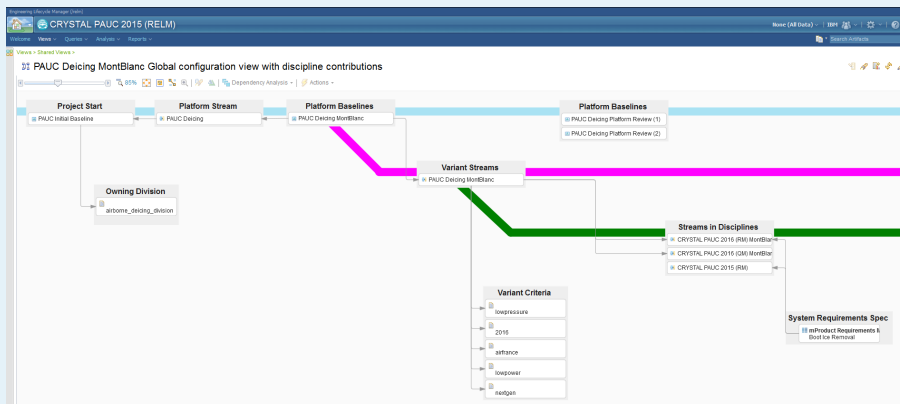 Engineering Lifecycle Manager (/relm)
CRYSTAL PAUC 2015 (RELM)
None (All Data)
IBM
Welcome Views Queries Analyses Reports
Search Artifacts
Views > Shared Views >
PAUC Deicing MontBlanc Global configuration view with discipline contributions
85% Dependency Analysis Actions
Project Start
PAUC Initial Baseline
Platform Stream
PAUC Deicing
Platform Baselines
PAUC Deicing MontBlanc
Platform Baselines
PAUC Deicing Platform Review (1)
PAUC Deicing Platform Review (2)
Variant Streams
PAUC Deicing MontBlanc
Owning Division
airborne_deicing_division
Streams in Disciplines
CRYSTAL PAUC 2016 (RM) MontBlar
CRYSTAL PAUC 2016 (QM) MontBlar
CRYSTAL PAUC 2015 (RM)
Variant Criteria
lowpressure
2016
airfrance
lowpower
nextgen
System Requirements Spec
mProduct Requirements
Boot Ice Removal